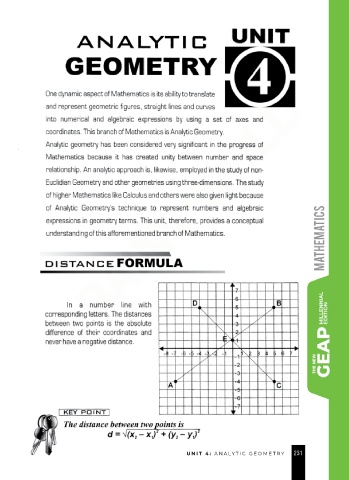 ANALYTIC
GEOMETRY
UNIT
4
One dynamic aspect of Mathematics is its ability to translate
and represent geometric figures, straight lines and curves
into numerical and algebraic expressions by using a set of axes and
coordinates. This branch of Mathematics is Analytic Geometry.
Analytic geometry has been considered very significant in the progress of
Mathematics because it has created unity between number and space
relationship. An analytic approach is, likewise, employed in the study of non-
Euclidian Geometry and other geometries using three-dimensions. The study
of higher Mathematics like Calculus and others were also given light because
of Analytic Geometry's technique to represent numbers and algebraic
expressions in geometry terms. This unit, therefore, provides a conceptual
understanding of this afforementioned branch of Mathematics.
DISTANCE FORMULA
In a number line with
corresponding letters. The distances
between two points is the absolute
difference of their coordinates and
never have a negative distance.
7
6
D B
5
4
3
2
E 1
-8 -7 -6 -5 -4 -3 -2 -1 1 2 3 4 5 6 7
-2
-3
-4
A C
-5
-6
-7
KEY POINT
The distance between two points is
d = √(x₂ – x₁)² + (y₂ – y₁)²
UNIT 4: ANALYTIC GEOMETRY 231
MATHEMATICS
THE NEW
GEAP MILLENNIAL
EDITION